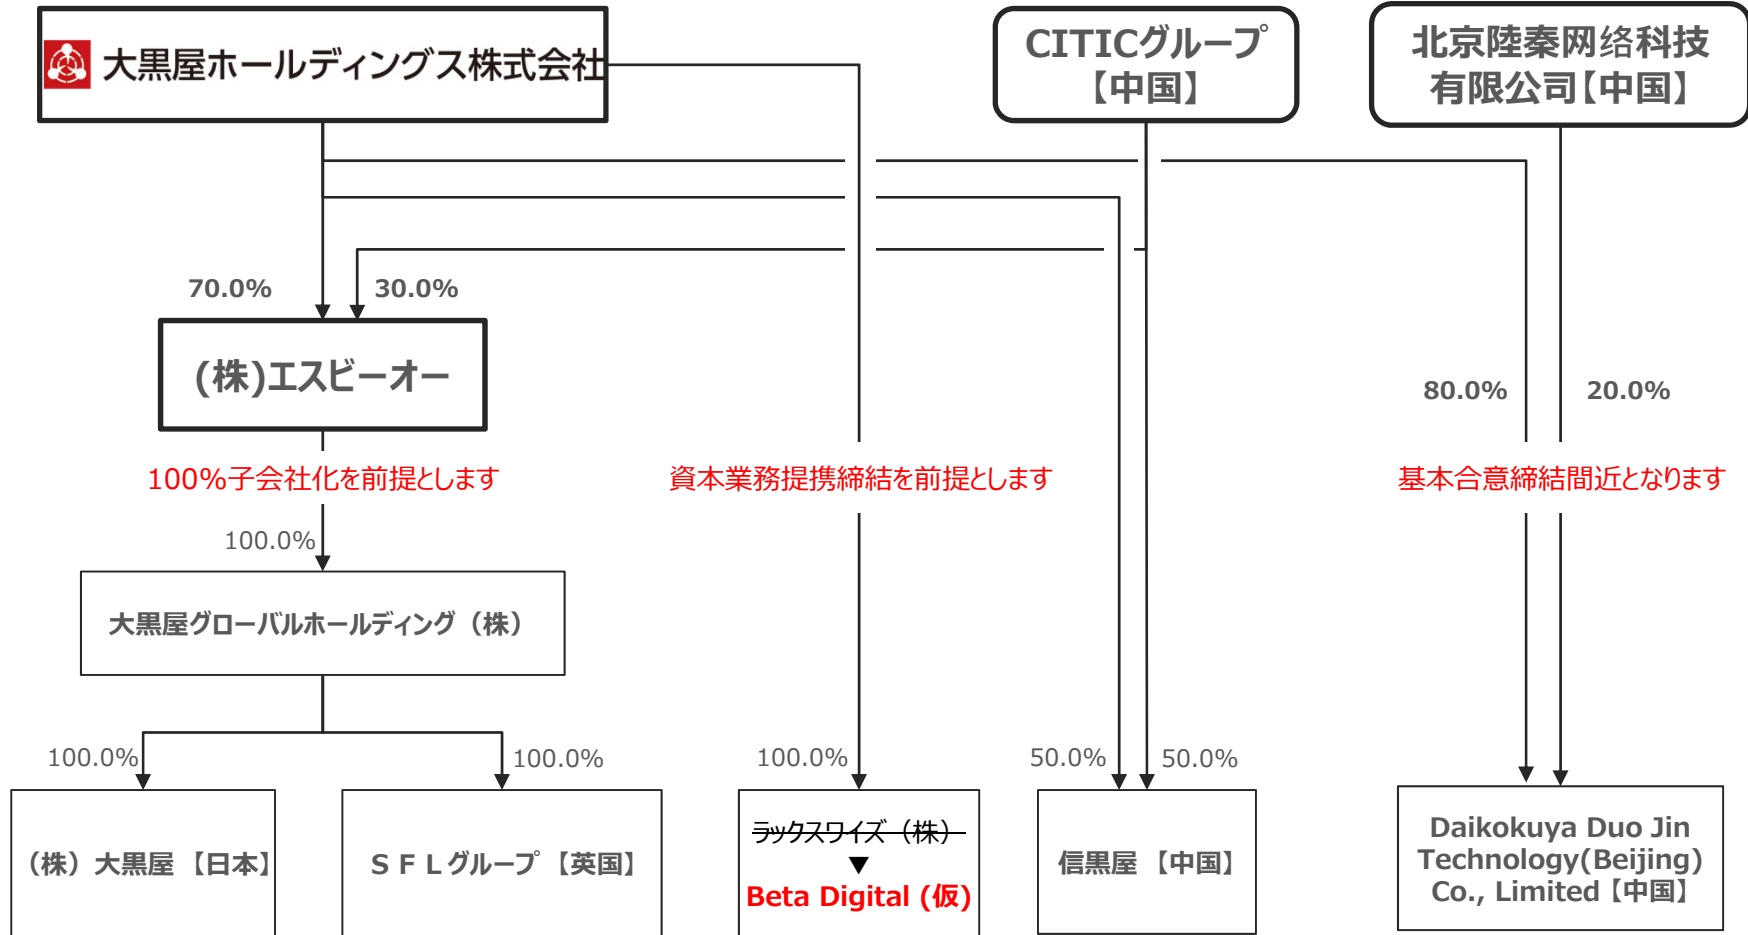 大黒屋ホールディングス株式会社
CITICグループ
【中国】
北京陸秦网络科技
有限公司【中国】
70.0%
30.0%
(株)エスビーオー
80.0%
20.0%
100%子会社化を前提とします
資本業務提携締結を前提とします
基本合意締結間近となります
100.0%
大黒屋グローバルホールディング（株）
100.0%
100.0%
100.0%
50.0%
50.0%
（株）大黒屋 【日本】
ＳＦＬグループ 【英国】
ラックスワイズ（株）
▼
Beta Digital (仮)
信黒屋 【中国】
Daikokuya Duo Jin
Technology(Beijing)
Co., Limited【中国】